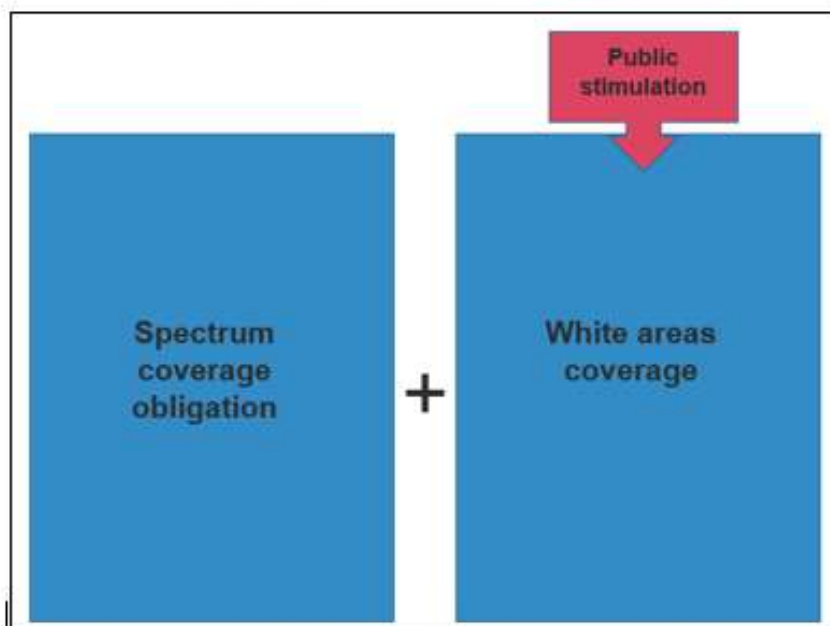 Public
stimulation
Spectrum
coverage
obligation
+
White areas
coverage